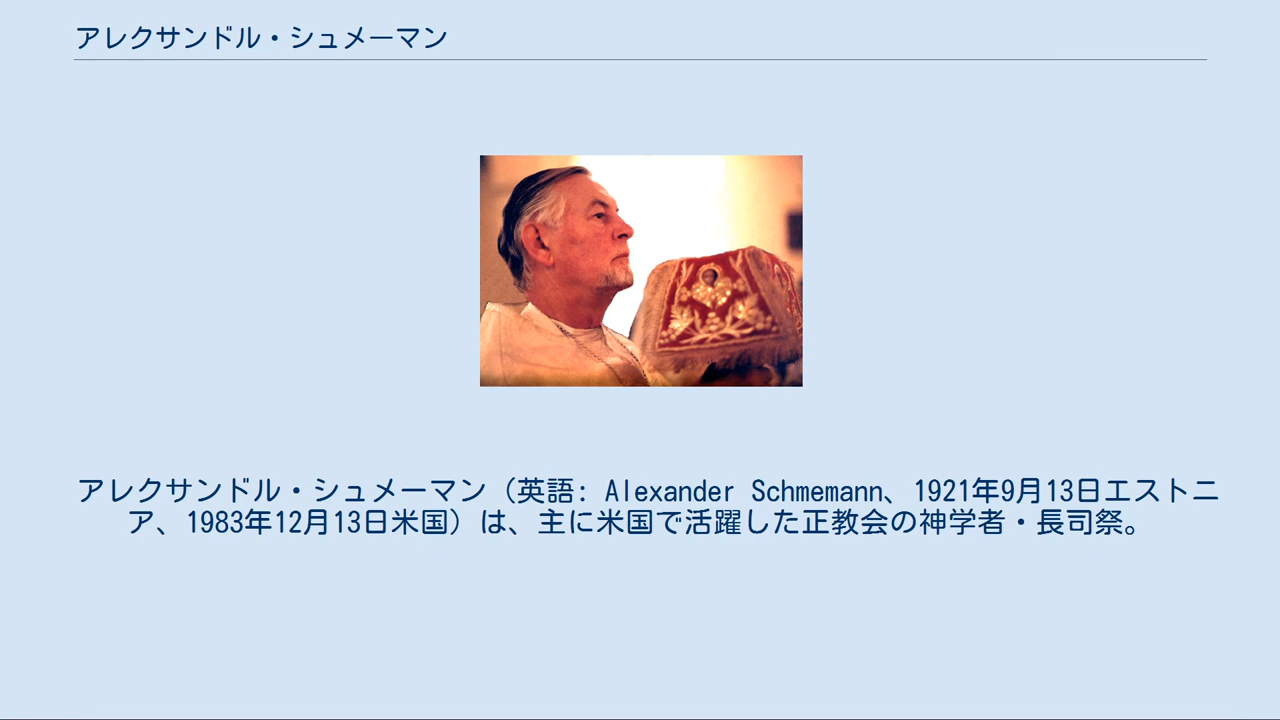 アレクサンドル・シュメーマン
アレクサンドル・シュメーマン（英語: Alexander Schmemann、1921年9月13日エストニ
ア、1983年12月13日米国）は、主に米国で活躍した正教会の神学者・長司祭。